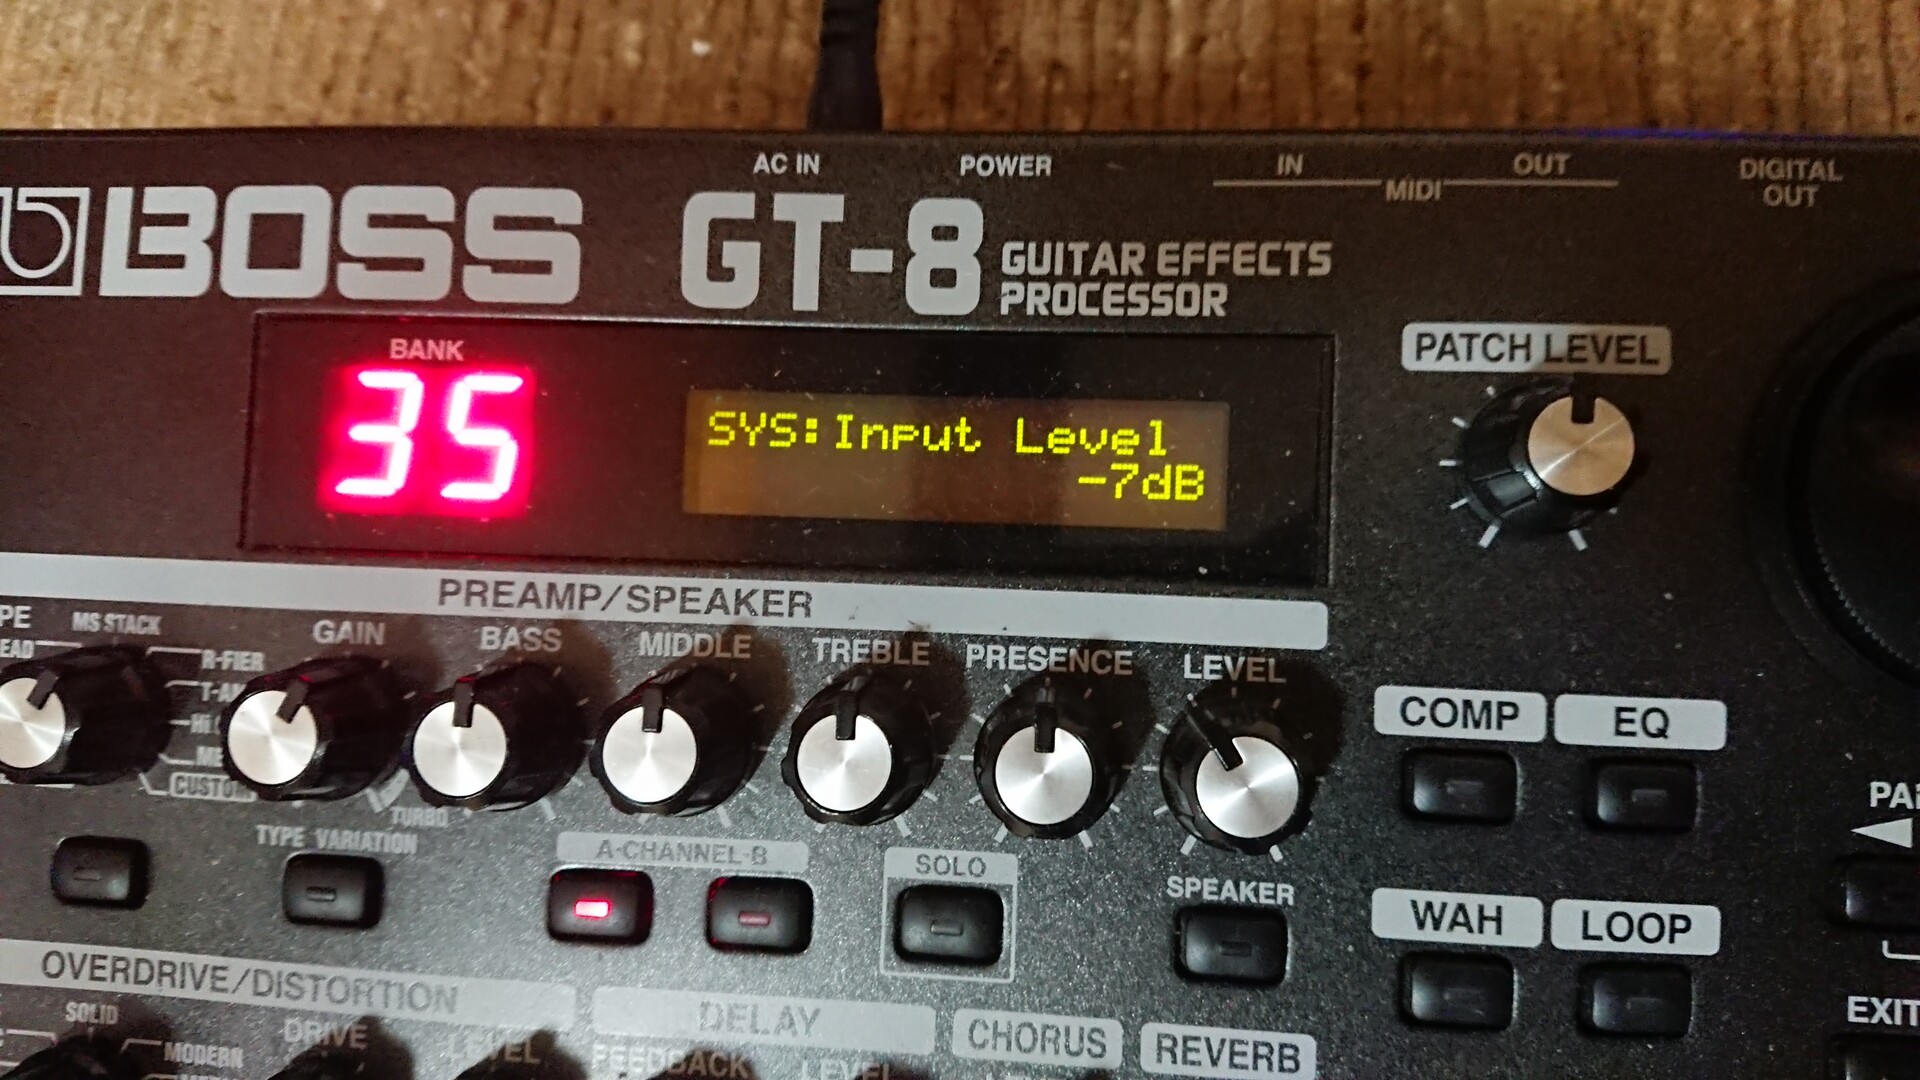 AC IN
POWER
IN
OUT
MIDI
DIGITAL
OUT
BOSS
GT-8
GUITAR EFFECTS
PROCESSOR
BANK
35
SYS:Input Level
-7dB
PATCH LEVEL
PREAMP/SPEAKER
MS STACK
R-FIER
GAIN
BASS
MIDDLE
TREBLE
PRESENCE
LEVEL
CUSTOM
TURBO
COMP
EQ
TYPE VARIATION
A-CHANNEL-B
SOLO
SPEAKER
WAH
LOOP
EXIT
OVERDRIVE/DISTORTION
SOLID
MODERN
DRIVE
LEVEL
DELAY
FEEDBACK
LEVEL
CHORUS
REVERB